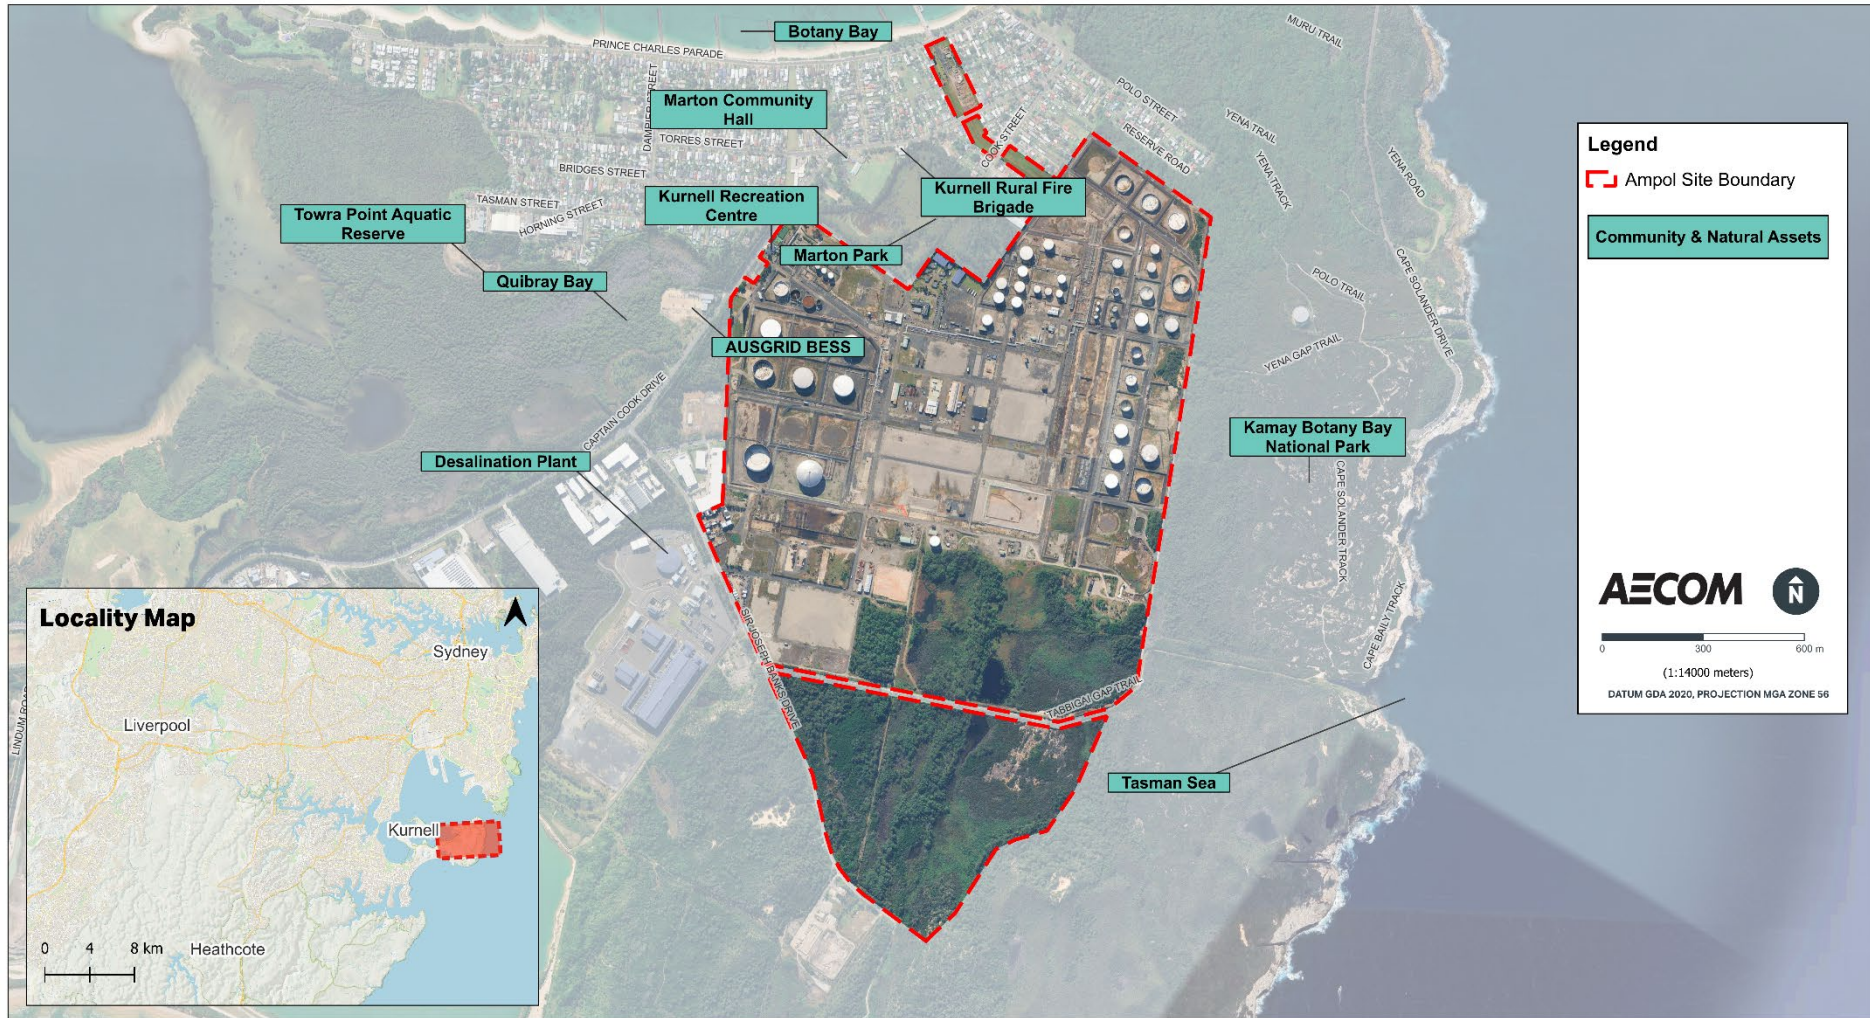 Botany Bay
PRINCE CHARLES PARADE
MURU TRAIL
DAMPIER STREET
Marton Community
Hall
POLO STREET
YENA TRAIL
COOK STREET
RESERVE ROAD
TORRES STREET
BRIDGES STREET
YENA TRACK
YENA ROAD
TASMAN STREET
HORNING STREET
Kurnell Recreation
Centre
Kurnell Rural Fire
Brigade
Towra Point Aquatic
Reserve
Marton Park
Quibray Bay
POLO TRAIL
CAPE SOLANDER DRIVE
AUSGRID BESS
YENA GAP TRAIL
CAPTAIN COOK DRIVE
Kamay Botany Bay
National Park
Desalination Plant
CAPE SOLANDER TRACK
CAPE BAILY TRACK
SIR JOSEPH BANKS DRIVE
TABBIGAI GAP TRAIL
Tasman Sea
LINDUM ROAD
Legend
Ampol Site Boundary
Community & Natural Assets
AECOM
N
0 300 600 m
(1:14000 meters)
DATUM GDA 2020, PROJECTION MGA ZONE 56
Locality Map
Sydney
Liverpool
Kurnell
Heathcote
0 4 8 km